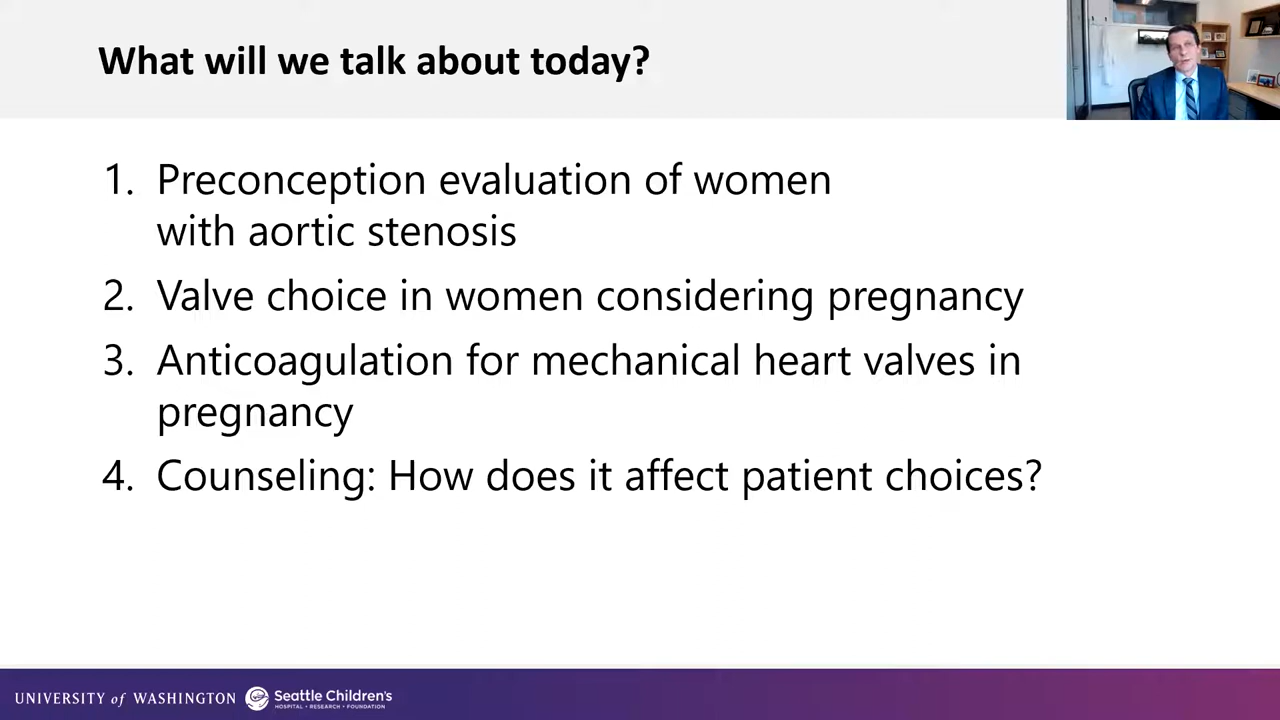 What will we talk about today?
1. Preconception evaluation of women
with aortic stenosis
2. Valve choice in women considering pregnancy
3. Anticoagulation for mechanical heart valves in
pregnancy
4. Counseling: How does it affect patient choices?
UNIVERSITY of WASHINGTON
Seattle Children's
HOSPITAL • RESEARCH • FOUNDATION